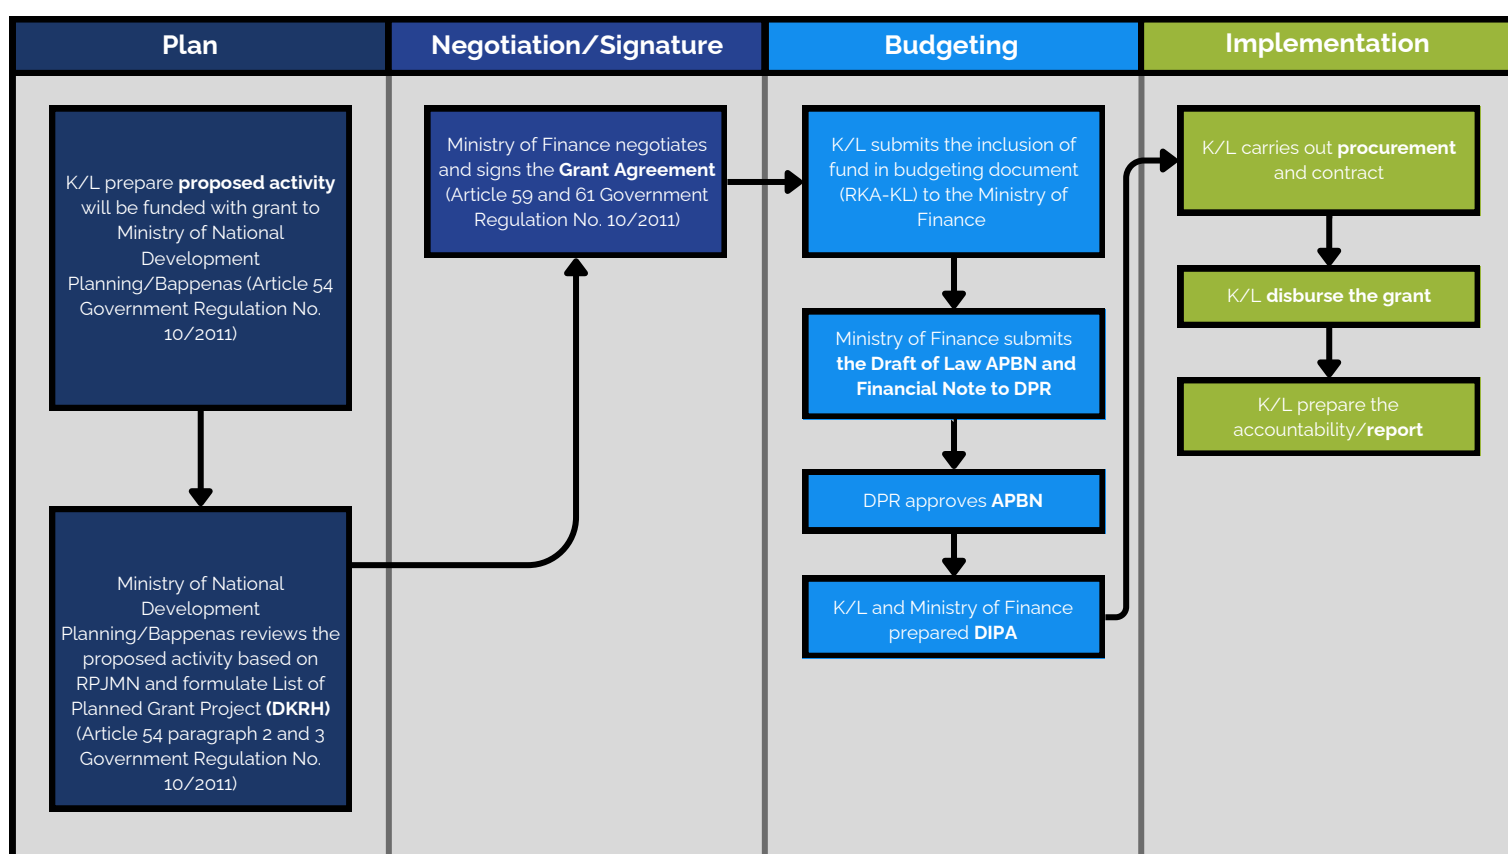 Plan
Negotiation/Signature
Budgeting
Implementation
K/L prepare proposed activity
will be funded with grant to
Ministry of National
Development
Planning/Bappenas (Article 54
Government Regulation No.
10/2011)
Ministry of National
Development
Planning/Bappenas reviews the
proposed activity based on
RPJMN and formulate List of
Planned Grant Project (DKRH)
(Article 54 paragraph 2 and 3
Government Regulation No.
10/2011)
Ministry of Finance negotiates
and signs the Grant Agreement
(Article 59 and 61 Government
Regulation No. 10/2011)
K/L submits the inclusion of
fund in budgeting document
(RKA-KL) to the Ministry of
Finance
Ministry of Finance submits
the Draft of Law APBN and
Financial Note to DPR
DPR approves APBN
K/L and Ministry of Finance
prepared DIPA
K/L carries out procurement
and contract
K/L disburse the grant
K/L prepare the
accountability/report